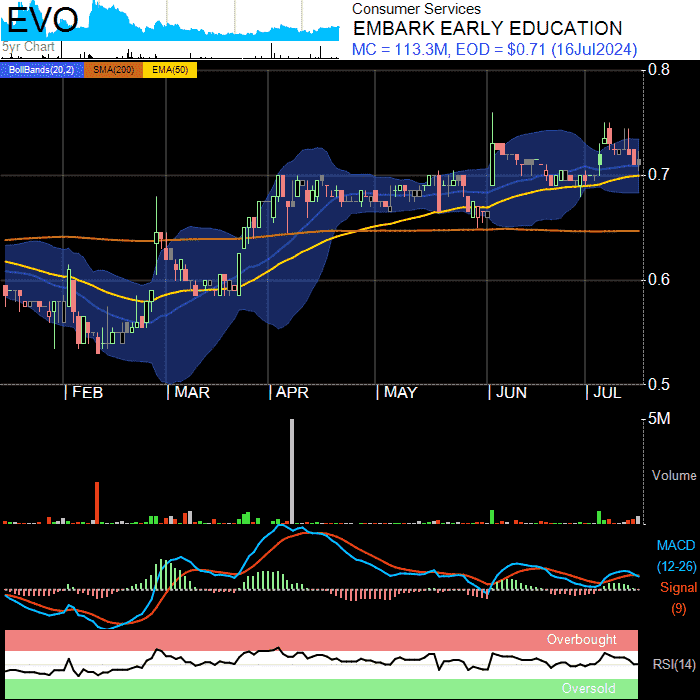 EVO
5yr Chart
Consumer Services
EMBARK EARLY EDUCATION
MC = 113.3M, EOD = $0.71 (16Jul2024)
BollBands(20,2) SMA(200) EMA(50)
0.8
0.7
0.6
0.5
| FEB | MAR | APR | MAY | JUN | JUL
5M
Volume
MACD
(12-26)
Signal
(9)
Overbought
RSI(14)
Oversold